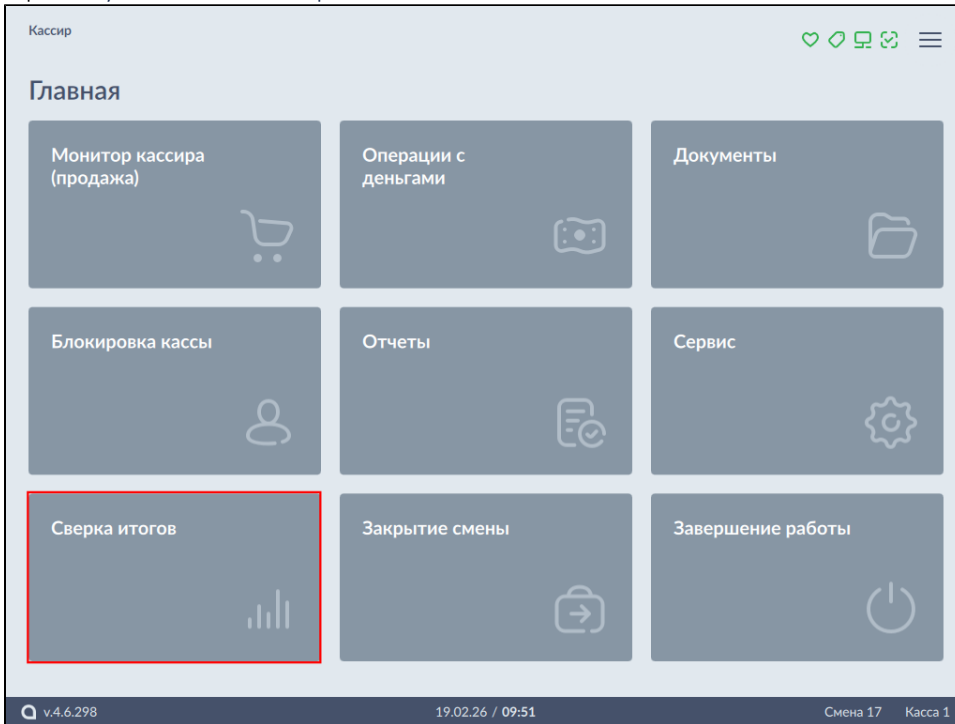 Кассир
Главная
Монитор кассира
(продажа)
Операции с
деньгами
Документы
Блокировка кассы
Отчеты
Сервис
Сверка итогов
Закрытие смены
Завершение работы
v.4.6.298
19.02.26 / 09:51
Смена 17
Касса 1